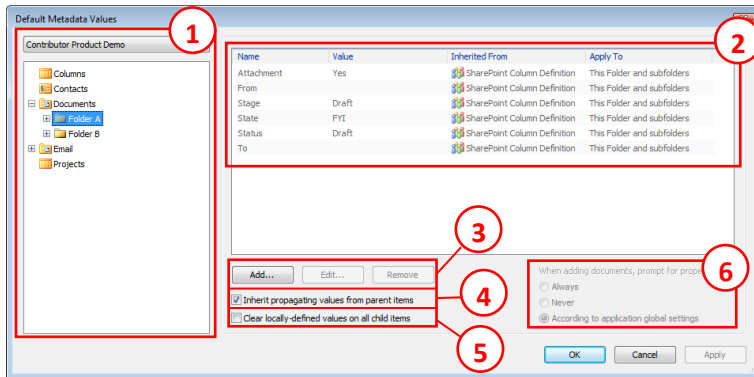 Default Metadata Values
1
Contributor Product Demo
Columns
Contacts
Documents
Folder A
Folder B
Email
Projects
2
Name Value Inherited From Apply To
Attachment Yes SharePoint Column Definition This Folder and subfolders
From SharePoint Column Definition This Folder and subfolders
Stage Draft SharePoint Column Definition This Folder and subfolders
State FYI SharePoint Column Definition This Folder and subfolders
Status Draft SharePoint Column Definition This Folder and subfolders
To SharePoint Column Definition This Folder and subfolders
3
Add... Edit... Remove
4
Inherit propagating values from parent items
5
Clear locally-defined values on all child items
6
When adding documents, prompt for prope
Always
Never
According to application global settings
OK Cancel Apply